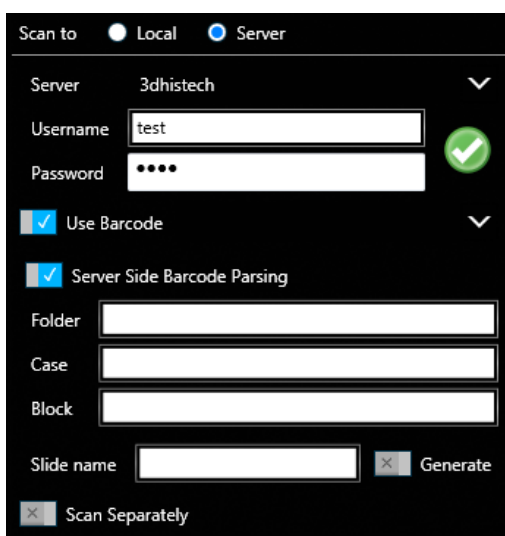 Scan to Local Server
Server 3dhistech
Username test
Password ••••
Use Barcode
Server Side Barcode Parsing
Folder
Case
Block
Slide name Generate
Scan Separately